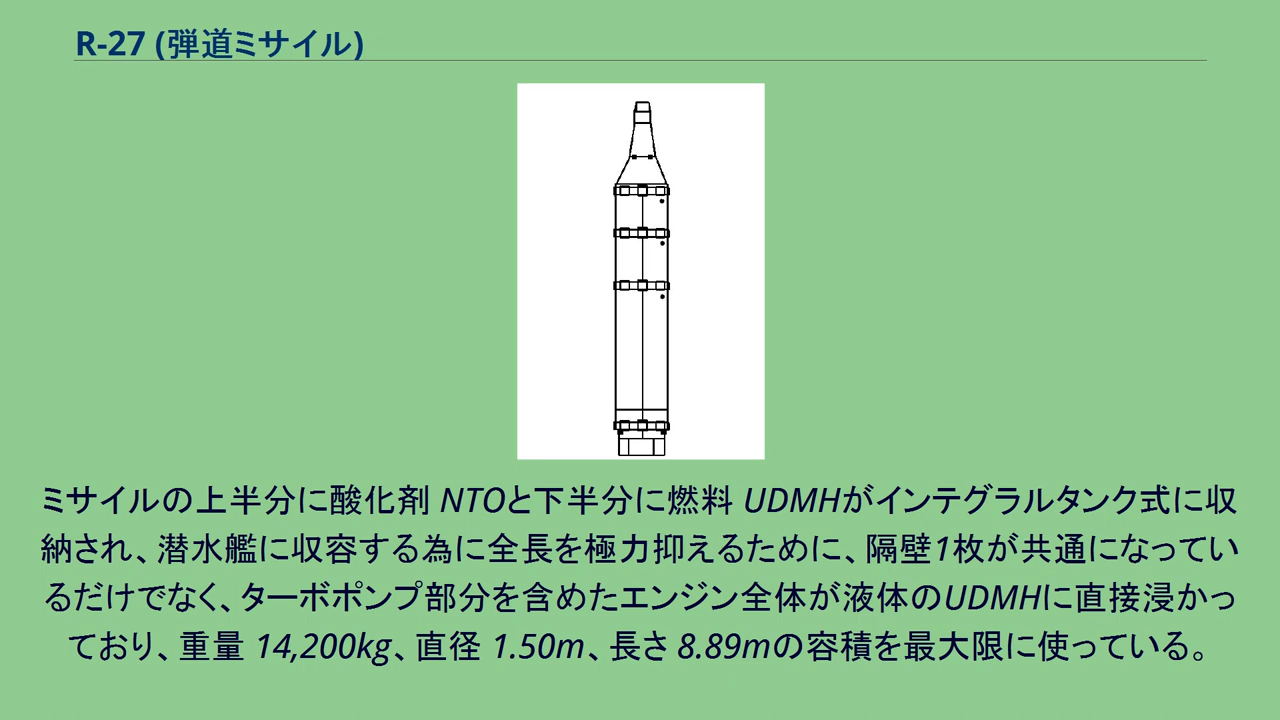 R-27 (弾道ミサイル)
ミサイルの上半分に酸化剤 NTOと下半分に燃料 UDMHがインテグラルタンク式に収
納され、潜水艦に収容する為に全長を極力抑えるために、隔壁1枚が共通になってい
るだけでなく、ターボポンプ部分を含めたエンジン全体が液体のUDMHに直接浸かっ
ており、重量 14,200kg、直径 1.50m、長さ 8.89mの容積を最大限に使っている。